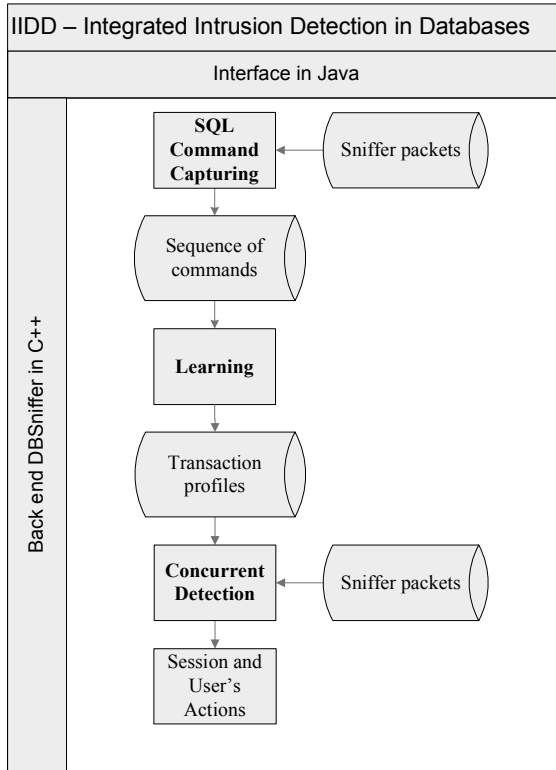 IIDD – Integrated Intrusion Detection in Databases
Interface in Java
Back end DBSniffer in C++
SQL
Command
Capturing
Sniffer packets
Sequence of
commands
Learning
Transaction
profiles
Concurrent
Detection
Sniffer packets
Session and
User’s
Actions